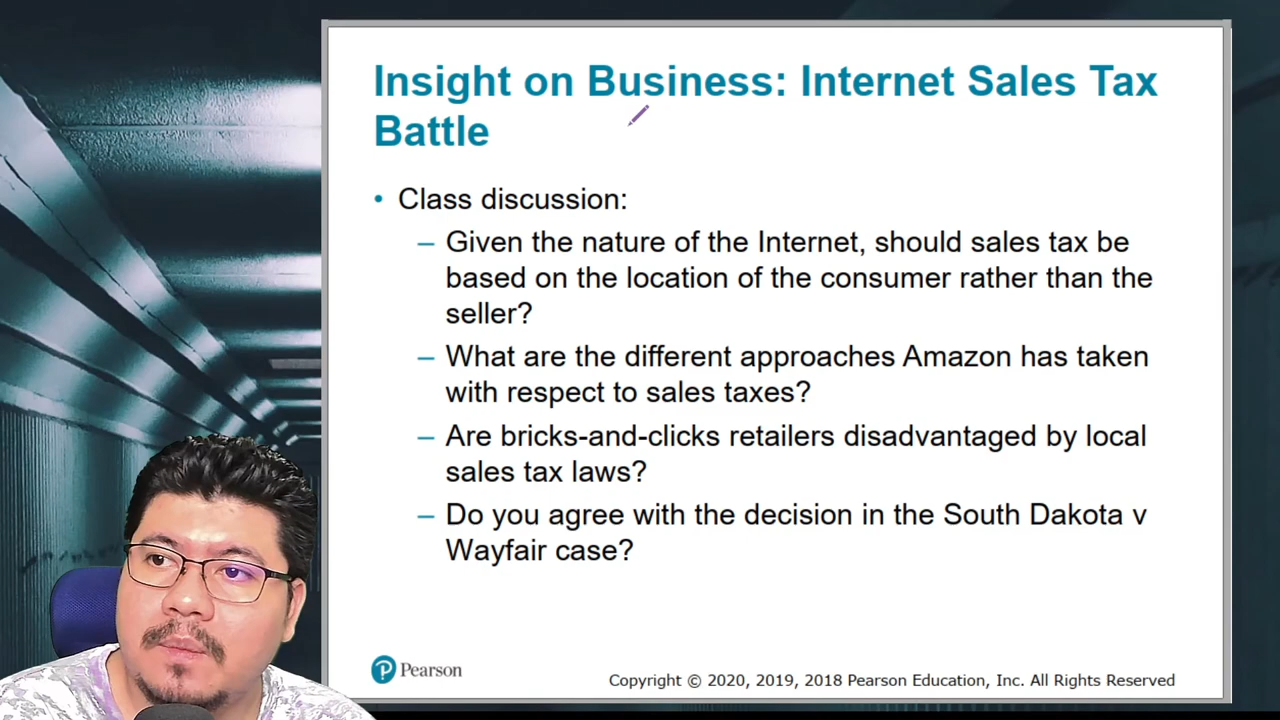 Insight on Business: Internet Sales Tax
Battle
• Class discussion:
– Given the nature of the Internet, should sales tax be
based on the location of the consumer rather than the
seller?
– What are the different approaches Amazon has taken
with respect to sales taxes?
– Are bricks-and-clicks retailers disadvantaged by local
sales tax laws?
– Do you agree with the decision in the South Dakota v
Wayfair case?
P Pearson
Copyright © 2020, 2019, 2018 Pearson Education, Inc. All Rights Reserved